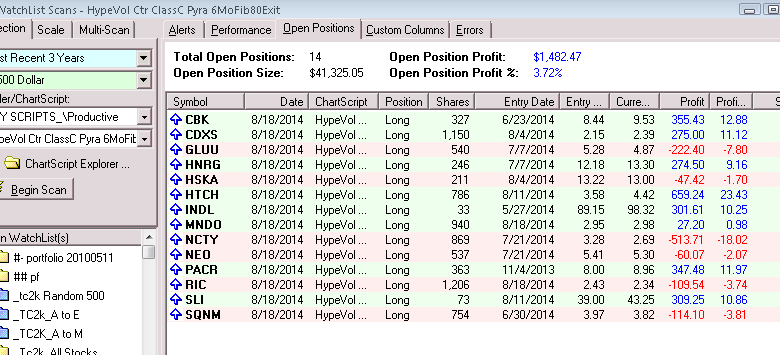 WatchList Scans - HypeVol Ctr ClassC Pyra 6MoFib80Exit
ection Scale Multi-Scan
Alerts Performance Open Positions Custom Columns Errors
st Recent 3 Years
500 Dollar
der/ChartScript:
Y SCRIPTS_\Productive
peVol Ctr ClassC Pyra 6MoFib
ChartScript Explorer ...
Begin Scan
n WatchList(s)
#- portfolio 20100511
## pf
_tc2k Random 500
_TC2K_A to E
_TC2K_A to M
_TC2k_All Stocks
Total Open Positions: 14 Open Position Profit: $1,482.47
Open Position Size: $41,325.05 Open Position Profit %: 3.72%
Symbol Date ChartScript Position Shares Entry Date Entry ... Curre... Profit Profi... S
CBK 8/18/2014 HypeVol ... Long 327 6/23/2014 8.44 9.53 355.43 12.88
CDXS 8/18/2014 HypeVol ... Long 1,150 8/4/2014 2.15 2.39 275.00 11.12
GLUU 8/18/2014 HypeVol ... Long 540 7/7/2014 5.28 4.87 -222.40 -7.80
HNRG 8/18/2014 HypeVol ... Long 246 7/7/2014 12.18 13.30 274.50 9.16
HSKA 8/18/2014 HypeVol ... Long 211 8/4/2014 13.22 13.00 -47.42 -1.70
HTCH 8/18/2014 HypeVol ... Long 786 8/11/2014 3.58 4.42 659.24 23.43
INDL 8/18/2014 HypeVol ... Long 33 5/27/2014 89.15 98.32 301.61 10.25
MNDO 8/18/2014 HypeVol ... Long 940 8/18/2014 2.95 2.98 27.20 0.98
NCTY 8/18/2014 HypeVol ... Long 869 7/21/2014 3.28 2.69 -513.71 -18.02
NEO 8/18/2014 HypeVol ... Long 537 7/21/2014 5.41 5.30 -60.07 -2.07
PACR 8/18/2014 HypeVol ... Long 363 11/4/2013 8.00 8.96 347.48 11.97
RIC 8/18/2014 HypeVol ... Long 1,206 8/18/2014 2.43 2.34 -109.54 -3.74
SLI 8/18/2014 HypeVol ... Long 73 8/11/2014 39.00 43.25 309.25 10.86
SQNM 8/18/2014 HypeVol ... Long 754 6/30/2014 3.97 3.82 -114.10 -3.81